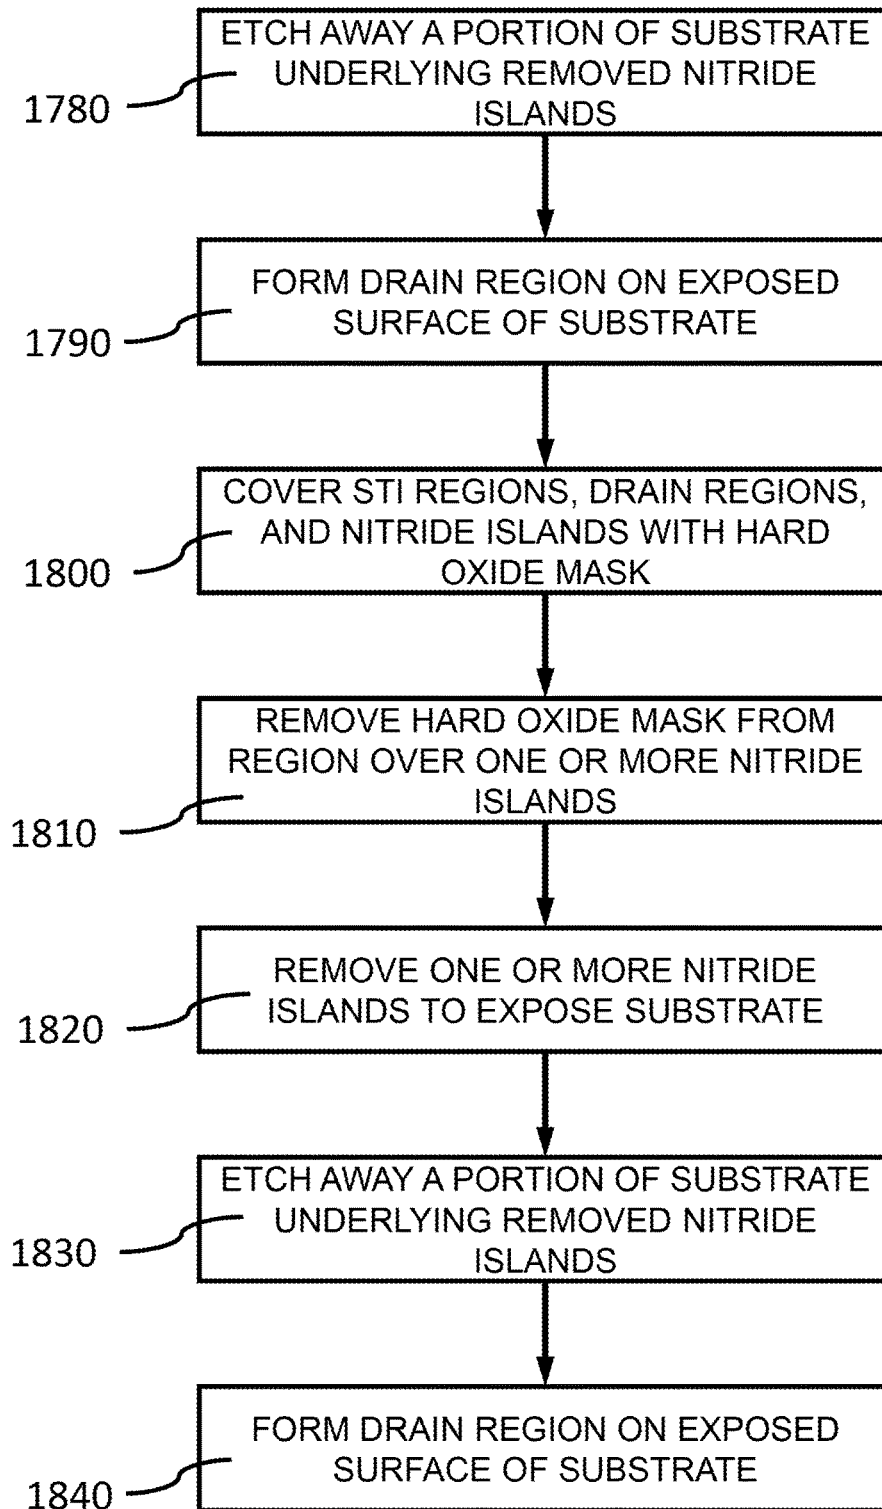 ETCH AWAY A PORTION OF SUBSTRATE
UNDERLYING REMOVED NITRIDE
ISLANDS
1780
FORM DRAIN REGION ON EXPOSED
SURFACE OF SUBSTRATE
1790
COVER STI REGIONS, DRAIN REGIONS,
AND NITRIDE ISLANDS WITH HARD
OXIDE MASK
1800
REMOVE HARD OXIDE MASK FROM
REGION OVER ONE OR MORE NITRIDE
ISLANDS
1810
REMOVE ONE OR MORE NITRIDE
ISLANDS TO EXPOSE SUBSTRATE
1820
ETCH AWAY A PORTION OF SUBSTRATE
UNDERLYING REMOVED NITRIDE
ISLANDS
1830
FORM DRAIN REGION ON EXPOSED
SURFACE OF SUBSTRATE
1840